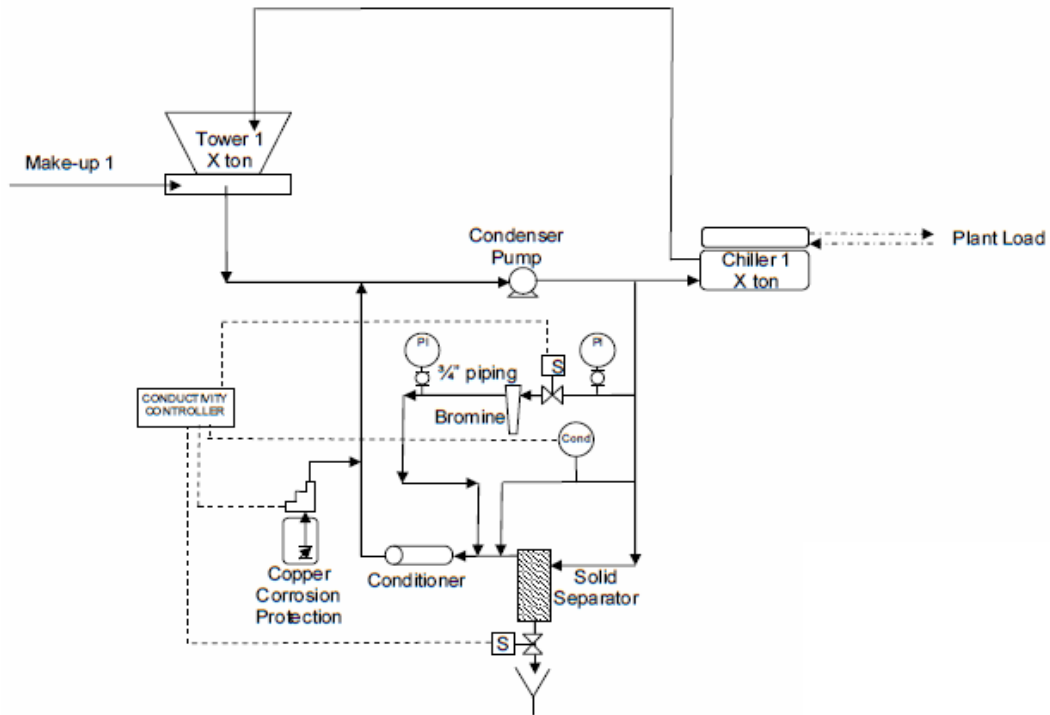 Tower 1
X ton
Make-up 1
Condenser
Pump
Chiller 1
X ton
Plant Load
PI
PI
¾" piping
S
Bromine
CONDUCTIVITY
CONTROLLER
Cond
Copper
Corrosion
Protection
Conditioner
Solid
Separator
S